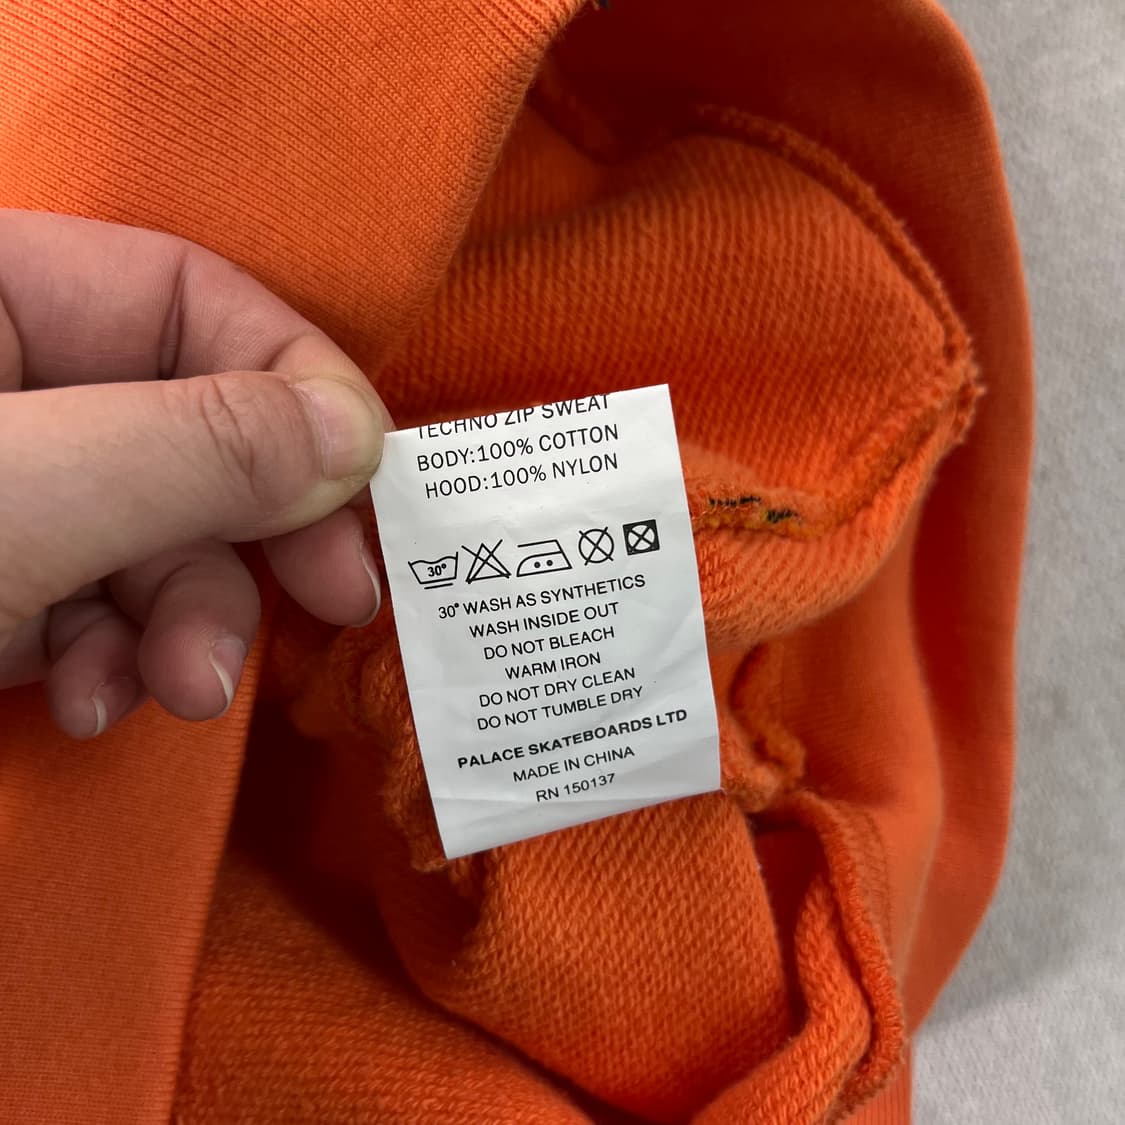 TECHNO ZIP SWEAT
BODY:100% COTTON
HOOD:100% NYLON
30°
30° WASH AS SYNTHETICS
WASH INSIDE OUT
DO NOT BLEACH
WARM IRON
DO NOT DRY CLEAN
DO NOT TUMBLE DRY
PALACE SKATEBOARDS LTD
MADE IN CHINA
RN 150137